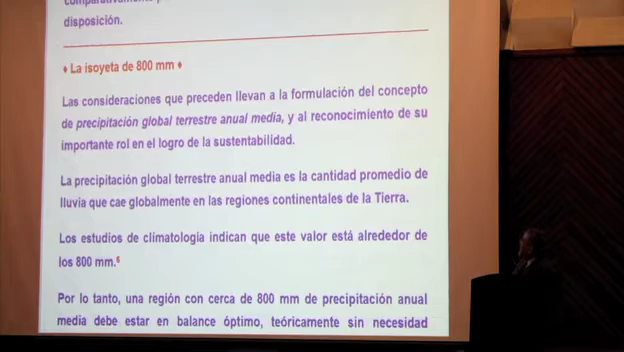 disposición.
♦ La isoyeta de 800 mm ♦
Las consideraciones que preceden llevan a la formulación del concepto
de precipitación global terrestre anual media, y al reconocimiento de su
importante rol en el logro de la sustentabilidad.
La precipitación global terrestre anual media es la cantidad promedio de
lluvia que cae globalmente en las regiones continentales de la Tierra.
Los estudios de climatología indican que este valor está alrededor de
los 800 mm.6
Por lo tanto, una región con cerca de 800 mm de precipitación anual
media debe estar en balance óptimo, teóricamente sin necesidad